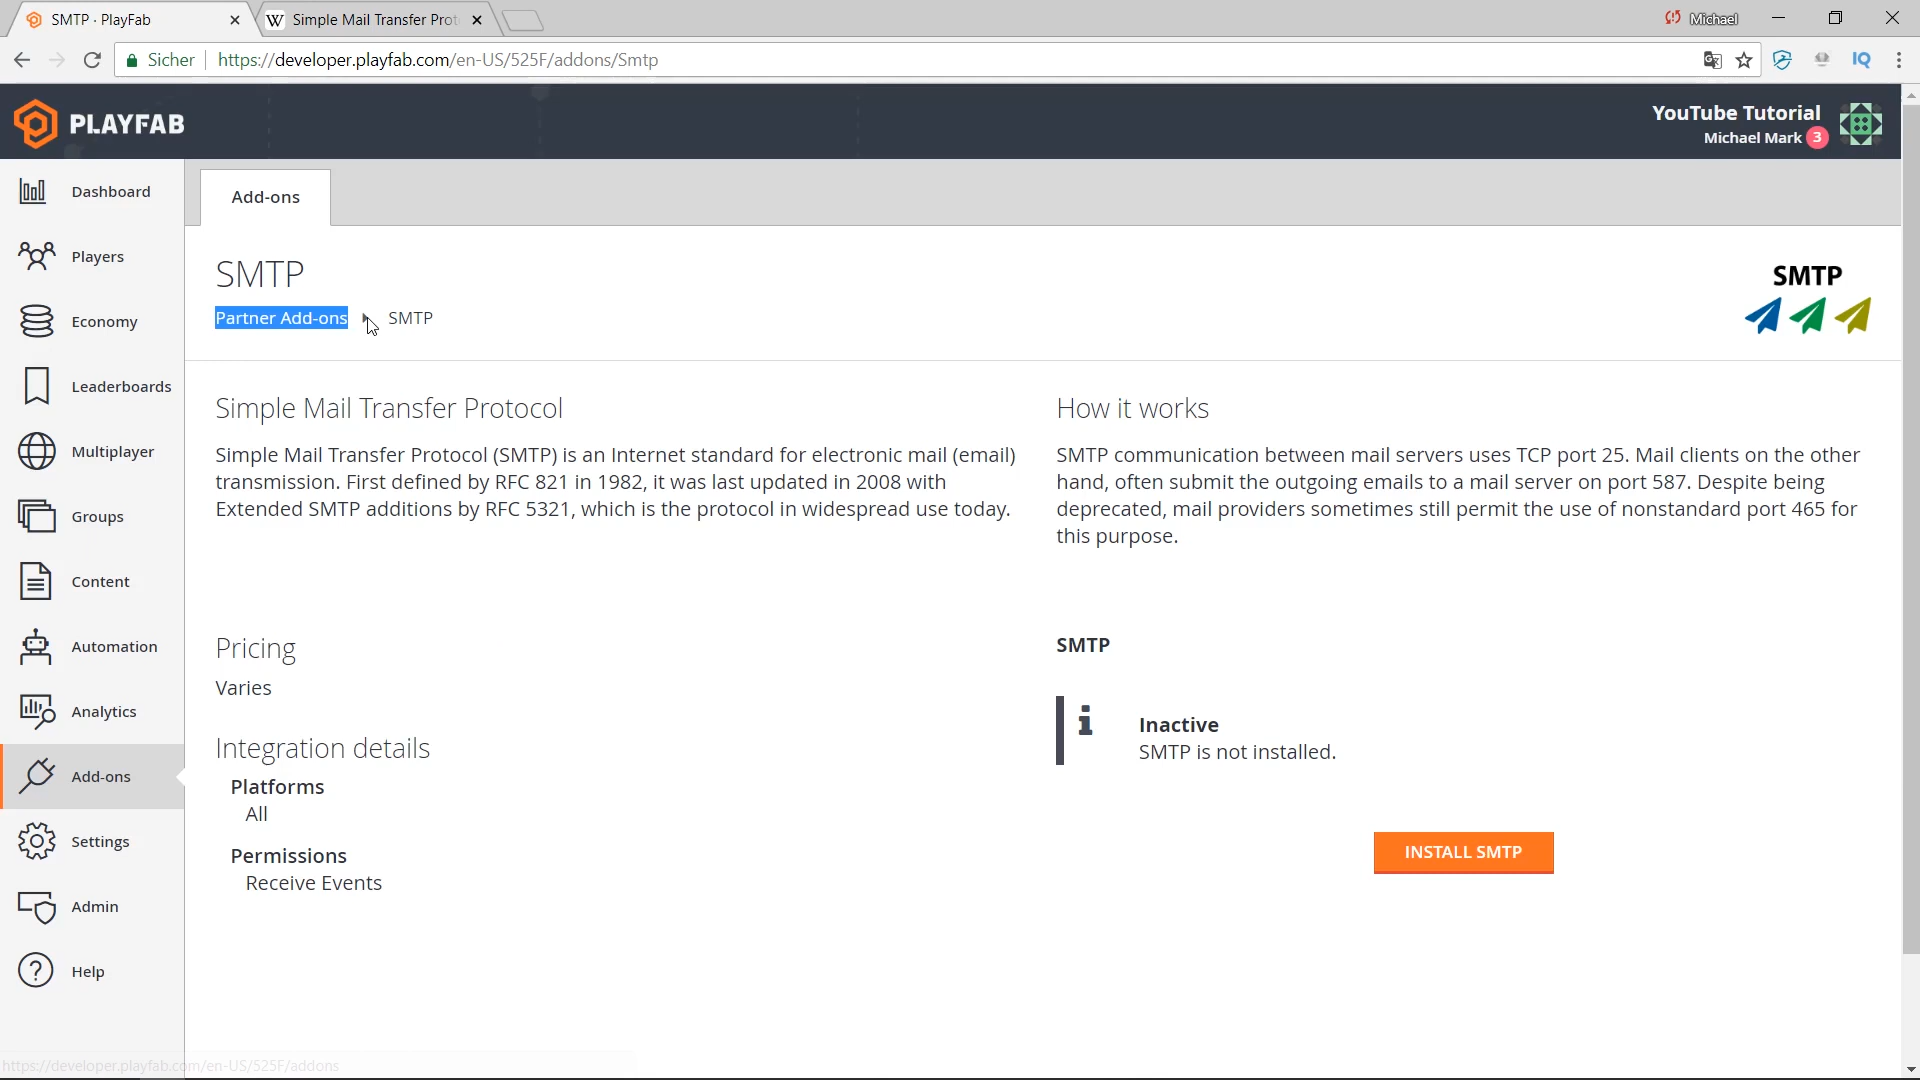 SMTP · PlayFab
W Simple Mail Transfer Prot
Michael
Sicher https://developer.playfab.com/en-US/525F/addons/Smtp
IQ
PLAYFAB
YouTube Tutorial
Michael Mark 3
Dashboard
Players
Economy
Leaderboards
Multiplayer
Groups
Content
Automation
Analytics
Add-ons
Settings
Admin
Help
Add-ons
SMTP
Partner Add-ons SMTP
SMTP
Simple Mail Transfer Protocol
Simple Mail Transfer Protocol (SMTP) is an Internet standard for electronic mail (email)
transmission. First defined by RFC 821 in 1982, it was last updated in 2008 with
Extended SMTP additions by RFC 5321, which is the protocol in widespread use today.
How it works
SMTP communication between mail servers uses TCP port 25. Mail clients on the other
hand, often submit the outgoing emails to a mail server on port 587. Despite being
deprecated, mail providers sometimes still permit the use of nonstandard port 465 for
this purpose.
Pricing
Varies
Integration details
Platforms
All
Permissions
Receive Events
SMTP
Inactive
SMTP is not installed.
INSTALL SMTP
https://developer.playfab.com/en-US/525F/addons